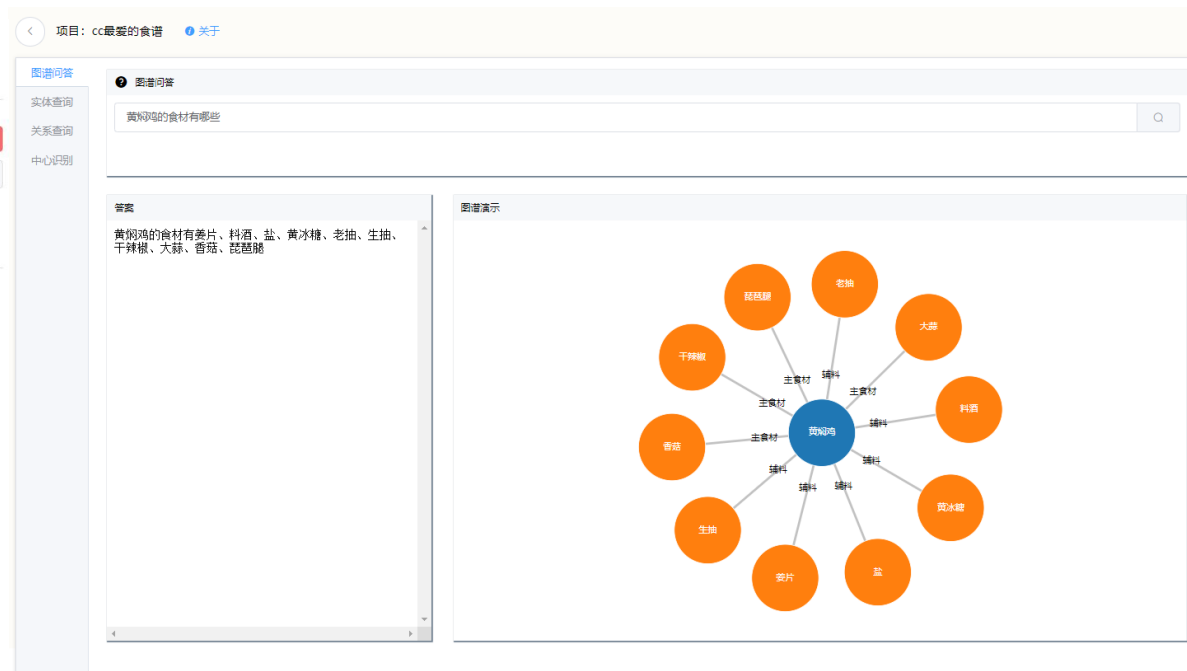 项目：cc最爱的食谱
关于
图谱问答
实体查询
关系查询
中心识别
图谱问答
黄焖鸡的食材有哪些
答案
黄焖鸡的食材有姜片、料酒、盐、黄冰糖、老抽、生抽、
干辣椒、大蒜、香菇、琵琶腿
图谱演示
老抽
琵琶腿
大蒜
干辣椒
主食材
辅料
主食材
主食材
料酒
辅料
黄焖鸡
主食材
香菇
辅料
辅料
辅料
辅料
黄冰糖
生抽
盐
姜片